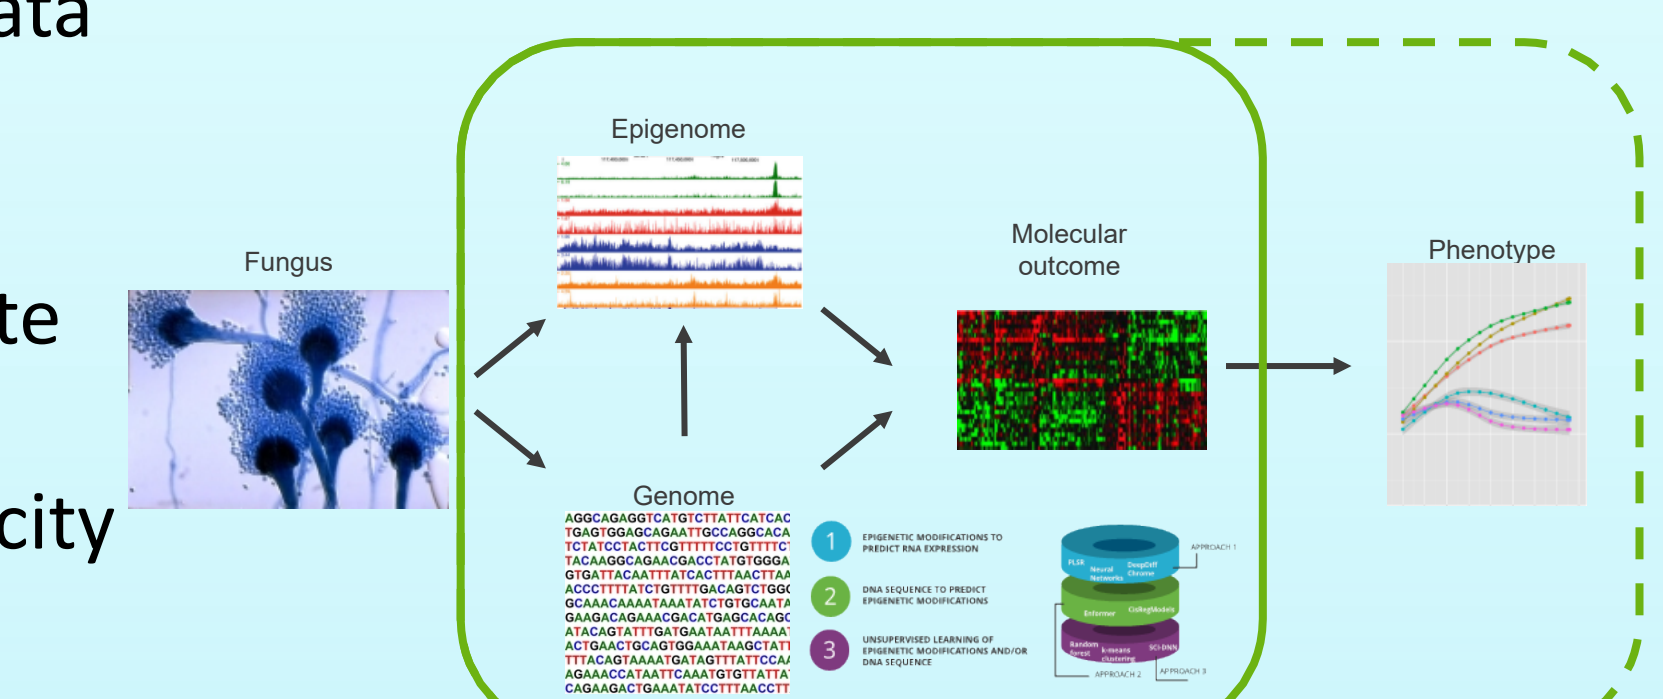 ata
te
city
Fungus
Epigenome
Molecular
outcome
Phenotype
Genome
AGGCAGAGGTCATGTCTTATTCATCAC
TGAGTGGAGCAGAATTGCCAGGCACA
TCTATCCTACTTCGTTTTTCCTGTTTTCT
TACAAGGCAGAACGACCTATGTGGGA
GTGATTACAATTTATCACTTTAACTTAA
ACCCTTTTATCTGTTTTGACAGTCTGGC
GCAAACAAAATAAATATCTGTGCAATA
GAAGACAGAAACGACATGAGCACAGC
ATACAGTATTTGATGAATAATTTAAAAT
ACTGAACTGCAGTGGAAATAAGCTATT
TTTACAGTAAAATGATAGTTTATTCCAA
AGAAACCATAATTCAAATGTGTTATTAT
CAGAAGACTGAAATATCCTTTAACCTT
1
EPIGENETIC MODIFICATIONS TO
PREDICT RNA EXPRESSION
2
DNA SEQUENCE TO PREDICT
EPIGENETIC MODIFICATIONS
3
UNSUPERVISED LEARNING OF
EPIGENETIC MODIFICATIONS AND/OR
DNA SEQUENCE
APPROACH 1
PLSR
Neural
Networks
DeepDiff
Chrome
Enformer
CisRegModels
Random
forest
k-means
clustering
SCI-DNN
APPROACH 2
APPROACH 3